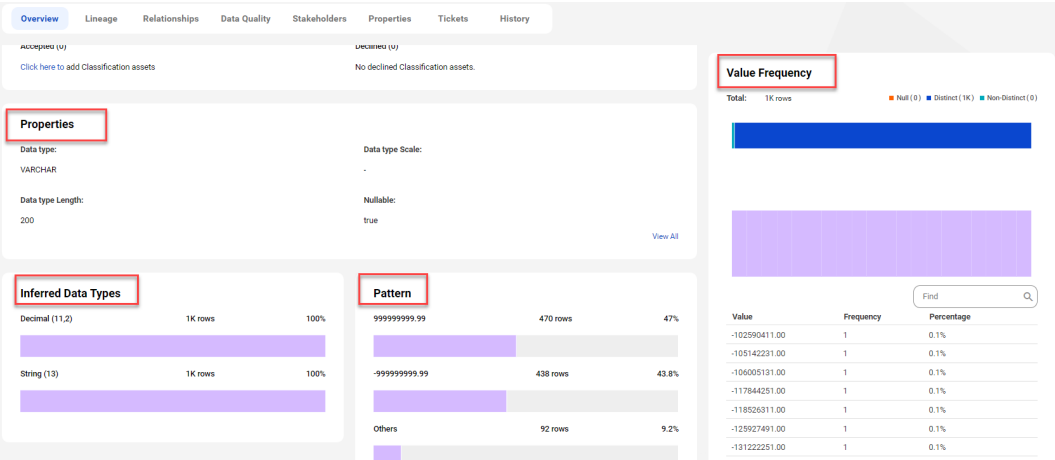 Overview Lineage Relationships Data Quality Stakeholders Properties Tickets History
Accepted (0) Declined (0)
Click here to add Classification assets No declined Classification assets.
Properties
Data type: Data type Scale:
VARCHAR -
Data type Length: Nullable:
200 true
View All
Inferred Data Types
Decimal (11,2) 1K rows 100%
String (13) 1K rows 100%
Pattern
999999999.99 470 rows 47%
-999999999.99 438 rows 43.8%
Others 92 rows 9.2%
Value Frequency
Total: 1K rows Null ( 0 ) Distinct ( 1K ) Non-Distinct ( 0 )
Find
Value Frequency Percentage
-102590411.00 1 0.1%
-105142231.00 1 0.1%
-106005131.00 1 0.1%
-117844251.00 1 0.1%
-118526311.00 1 0.1%
-125927491.00 1 0.1%
-131222251.00 1 0.1%